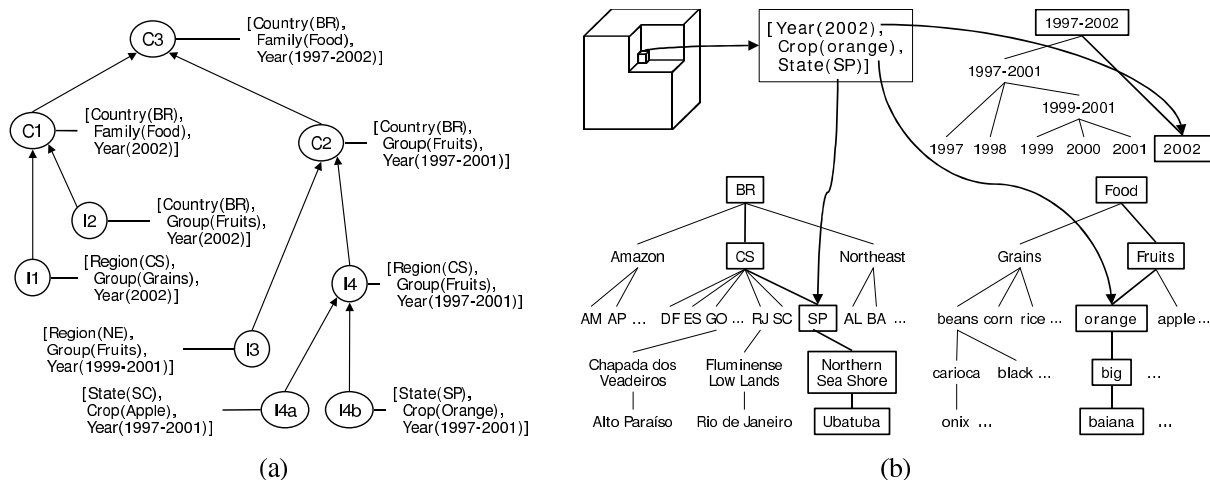 C3
[Country(BR),
Family(Food),
Year(1997-2002)]
C1
[Country(BR),
Family(Food),
Year(2002)]
C2
[Country(BR),
Group(Fruits),
Year(1997-2001)]
I2
[Country(BR),
Group(Fruits),
Year(2002)]
I1
[Region(CS),
Group(Grains),
Year(2002)]
I4
[Region(CS),
Group(Fruits),
Year(1997-2001)]
[Region(NE),
Group(Fruits),
Year(1999-2001)]
I3
[State(SC),
Crop(Apple),
Year(1997-2001)]
I4a
I4b
[State(SP),
Crop(Orange),
Year(1997-2001)]
(a)
[Year(2002),
Crop(orange),
State(SP)]
1997-2002
1997-2001
1999-2001
1997 1998 1999 2000 2001 2002
BR
Amazon CS Northeast
AM AP ... DF ES GO ... RJ SC SP AL BA ...
Chapada dos
Veadeiros
Fluminense
Low Lands
Northern
Sea Shore
Alto Paraíso Rio de Janeiro Ubatuba
Food
Grains Fruits
beans corn rice ... orange apple ...
carioca black ... big ...
onix ... baiana ...
(b)